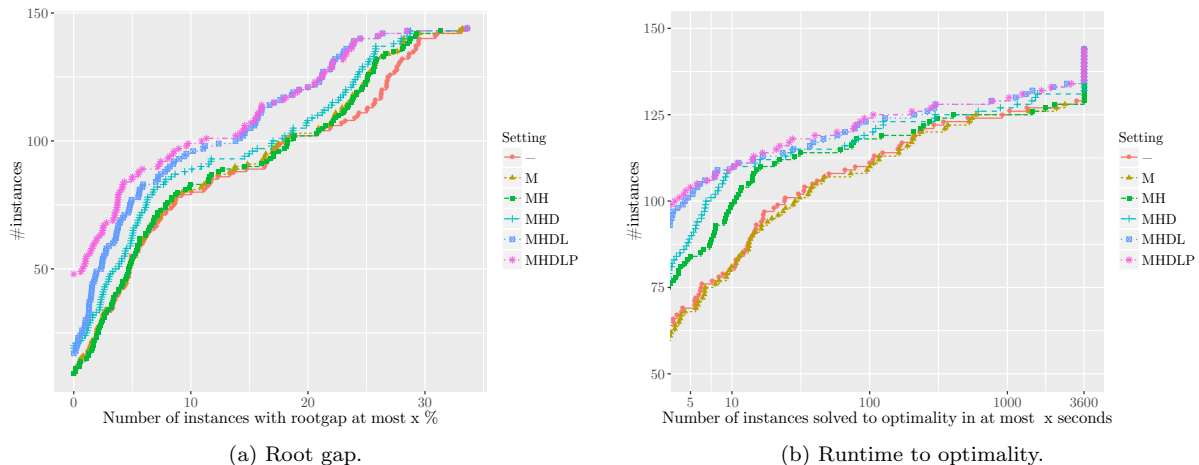 150
100
50
#instances
0
10
20
30
Number of instances with rootgap at most x %
Setting
—
M
MH
MHD
MHDL
MHDLP
(a) Root gap.
150
125
100
75
50
#instances
5
10
100
1000
3600
Number of instances solved to optimality in at most x seconds
Setting
—
M
MH
MHD
MHDL
MHDLP
(b) Runtime to optimality.